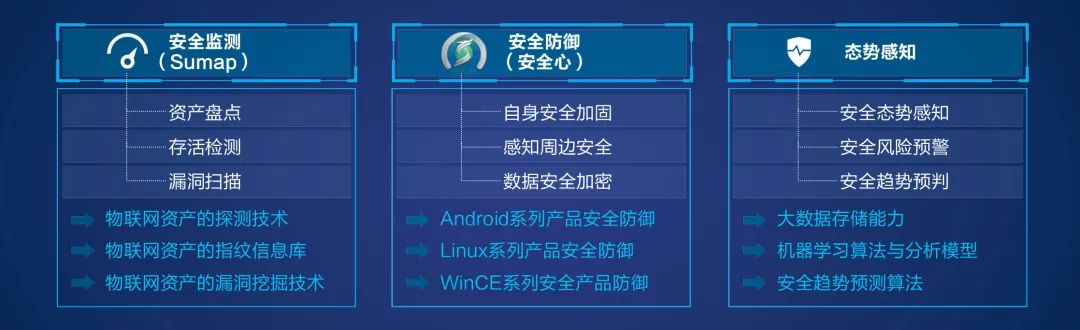 安全监测
（Sumap）
资产盘点
存活检测
漏洞扫描
物联网资产的探测技术
物联网资产的指纹信息库
物联网资产的漏洞挖掘技术
安全防御
（安全心）
自身安全加固
感知周边安全
数据安全加密
Android系列产品安全防御
Linux系列产品安全防御
WinCE系列安全产品防御
态势感知
安全态势感知
安全风险预警
安全趋势预判
大数据存储能力
机器学习算法与分析模型
安全趋势预测算法